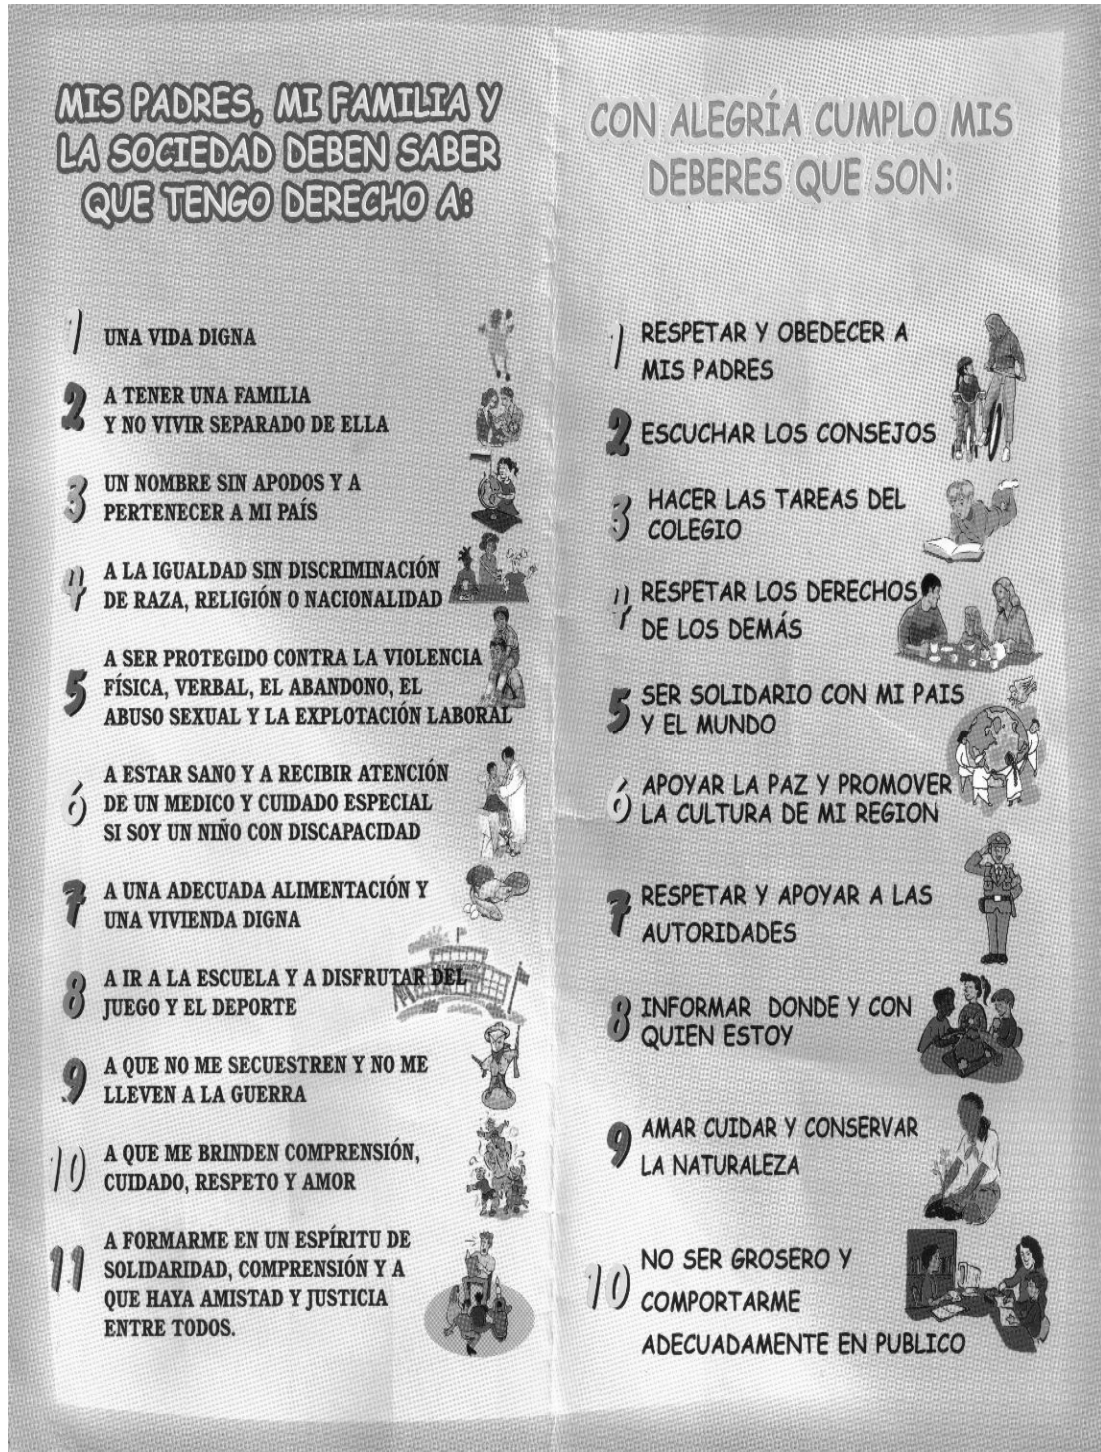 MIS PADRES, MI FAMILIA Y
LA SOCIEDAD DEBEN SABER
QUE TENGO DERECHO A:
1 UNA VIDA DIGNA
2 A TENER UNA FAMILIA
Y NO VIVIR SEPARADO DE ELLA
3 UN NOMBRE SIN APODOS Y A
PERTENECER A MI PAÍS
4 A LA IGUALDAD SIN DISCRIMINACIÓN
DE RAZA, RELIGIÓN O NACIONALIDAD
5 A SER PROTEGIDO CONTRA LA VIOLENCIA
FÍSICA, VERBAL, EL ABANDONO, EL
ABUSO SEXUAL Y LA EXPLOTACIÓN LABORAL
6 A ESTAR SANO Y A RECIBIR ATENCIÓN
DE UN MEDICO Y CUIDADO ESPECIAL
SI SOY UN NIÑO CON DISCAPACIDAD
7 A UNA ADECUADA ALIMENTACIÓN Y
UNA VIVIENDA DIGNA
8 A IR A LA ESCUELA Y A DISFRUTAR DEL
JUEGO Y EL DEPORTE
9 A QUE NO ME SECUESTREN Y NO ME
LLEVEN A LA GUERRA
10 A QUE ME BRINDEN COMPRENSIÓN,
CUIDADO, RESPETO Y AMOR
11 A FORMARME EN UN ESPÍRITU DE
SOLIDARIDAD, COMPRENSIÓN Y A
QUE HAYA AMISTAD Y JUSTICIA
ENTRE TODOS.
CON ALEGRÍA CUMPLO MIS
DEBERES QUE SON:
1 RESPETAR Y OBEDECER A
MIS PADRES
2 ESCUCHAR LOS CONSEJOS
3 HACER LAS TAREAS DEL
COLEGIO
4 RESPETAR LOS DERECHOS
DE LOS DEMÁS
5 SER SOLIDARIO CON MI PAIS
Y EL MUNDO
6 APOYAR LA PAZ Y PROMOVER
LA CULTURA DE MI REGION
7 RESPETAR Y APOYAR A LAS
AUTORIDADES
8 INFORMAR DONDE Y CON
QUIEN ESTOY
9 AMAR CUIDAR Y CONSERVAR
LA NATURALEZA
10 NO SER GROSERO Y
COMPORTARME
ADECUADAMENTE EN PUBLICO